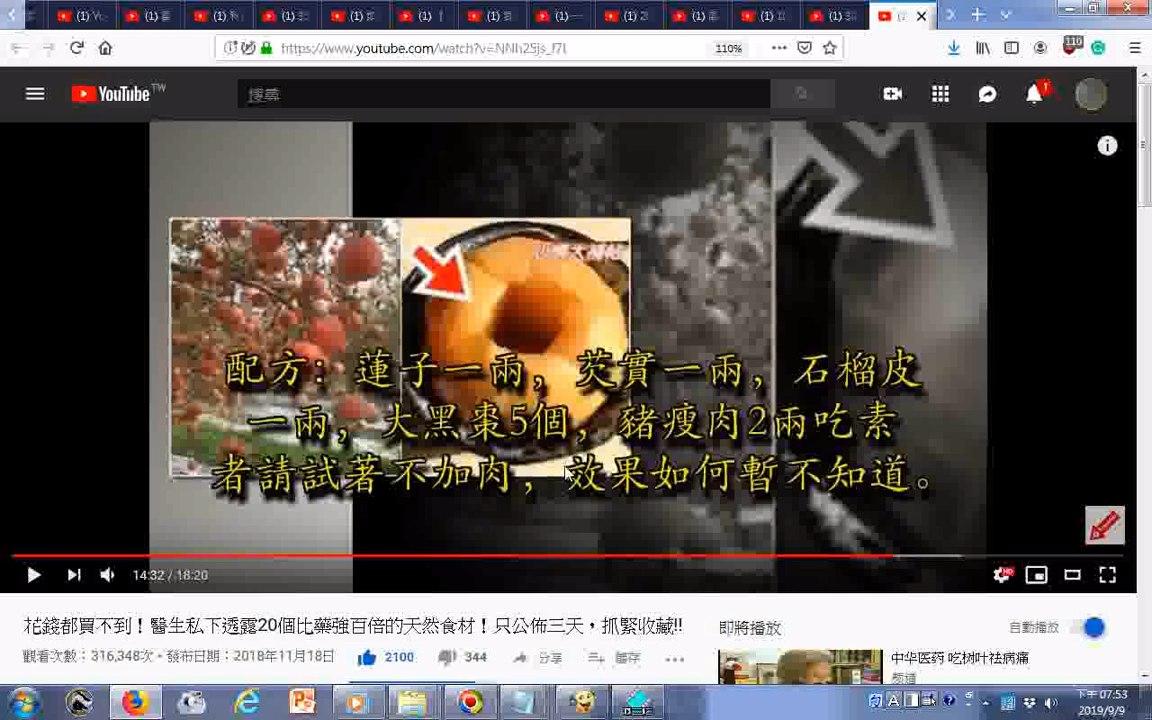 https://www.youtube.com/watch?v=NNh25js_f7I
110%
110
YouTube TW
搜尋
1
配方：蓮子一兩，芡實一兩，石榴皮
一兩，大黑棗5個，豬瘦肉2兩吃素
者請試著不加肉，效果如何暫不知道。
14:32 / 18:20
HD
花錢都買不到！醫生私下透露20個比藥強百倍的天然食材！只公佈三天，抓緊收藏!!
即將播放
自動播放
觀看次數：316,348次 • 發布日期：2018年11月18日
2100
344
分享
儲存
中华医药 吃树叶祛病痛
频道
下午 07:53
2019/9/9